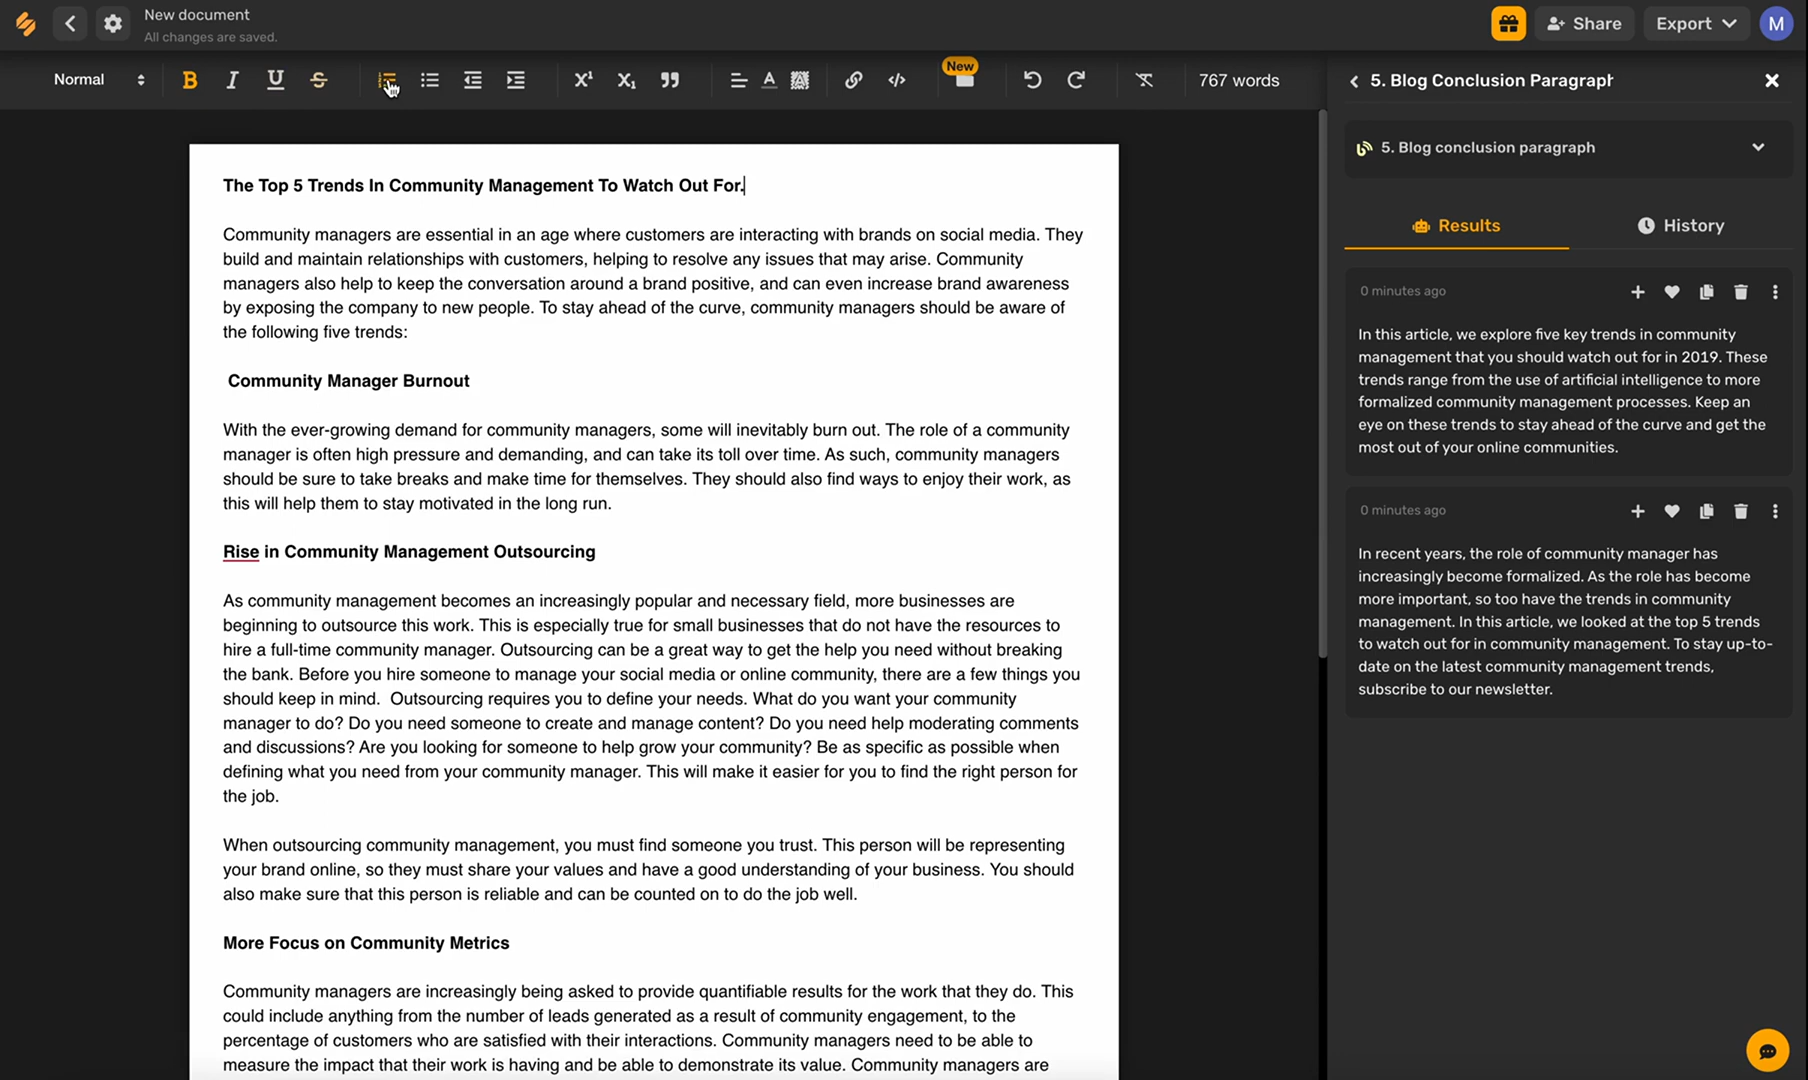 New document
All changes are saved.
Share
Export
M
Normal
B I U S
X¹ X₁
A
New
767 words
5. Blog Conclusion Paragraph
5. Blog conclusion paragraph
Results
History
The Top 5 Trends In Community Management To Watch Out For.
Community managers are essential in an age where customers are interacting with brands on social media. They
build and maintain relationships with customers, helping to resolve any issues that may arise. Community
managers also help to keep the conversation around a brand positive, and can even increase brand awareness
by exposing the company to new people. To stay ahead of the curve, community managers should be aware of
the following five trends:
Community Manager Burnout
With the ever-growing demand for community managers, some will inevitably burn out. The role of a community
manager is often high pressure and demanding, and can take its toll over time. As such, community managers
should be sure to take breaks and make time for themselves. They should also find ways to enjoy their work, as
this will help them to stay motivated in the long run.
Rise in Community Management Outsourcing
As community management becomes an increasingly popular and necessary field, more businesses are
beginning to outsource this work. This is especially true for small businesses that do not have the resources to
hire a full-time community manager. Outsourcing can be a great way to get the help you need without breaking
the bank. Before you hire someone to manage your social media or online community, there are a few things you
should keep in mind.  Outsourcing requires you to define your needs. What do you want your community
manager to do? Do you need someone to create and manage content? Do you need help moderating comments
and discussions? Are you looking for someone to help grow your community? Be as specific as possible when
defining what you need from your community manager. This will make it easier for you to find the right person for
the job.
When outsourcing community management, you must find someone you trust. This person will be representing
your brand online, so they must share your values and have a good understanding of your business. You should
also make sure that this person is reliable and can be counted on to do the job well.
More Focus on Community Metrics
Community managers are increasingly being asked to provide quantifiable results for the work that they do. This
could include anything from the number of leads generated as a result of community engagement, to the
percentage of customers who are satisfied with their interactions. Community managers need to be able to
measure the impact that their work is having and be able to demonstrate its value. Community managers are
0 minutes ago
In this article, we explore five key trends in community
management that you should watch out for in 2019. These
trends range from the use of artificial intelligence to more
formalized community management processes. Keep an
eye on these trends to stay ahead of the curve and get the
most out of your online communities.
0 minutes ago
In recent years, the role of community manager has
increasingly become formalized. As the role has become
more important, so too have the trends in community
management. In this article, we looked at the top 5 trends
to watch out for in community management. To stay up-to-
date on the latest community management trends,
subscribe to our newsletter.